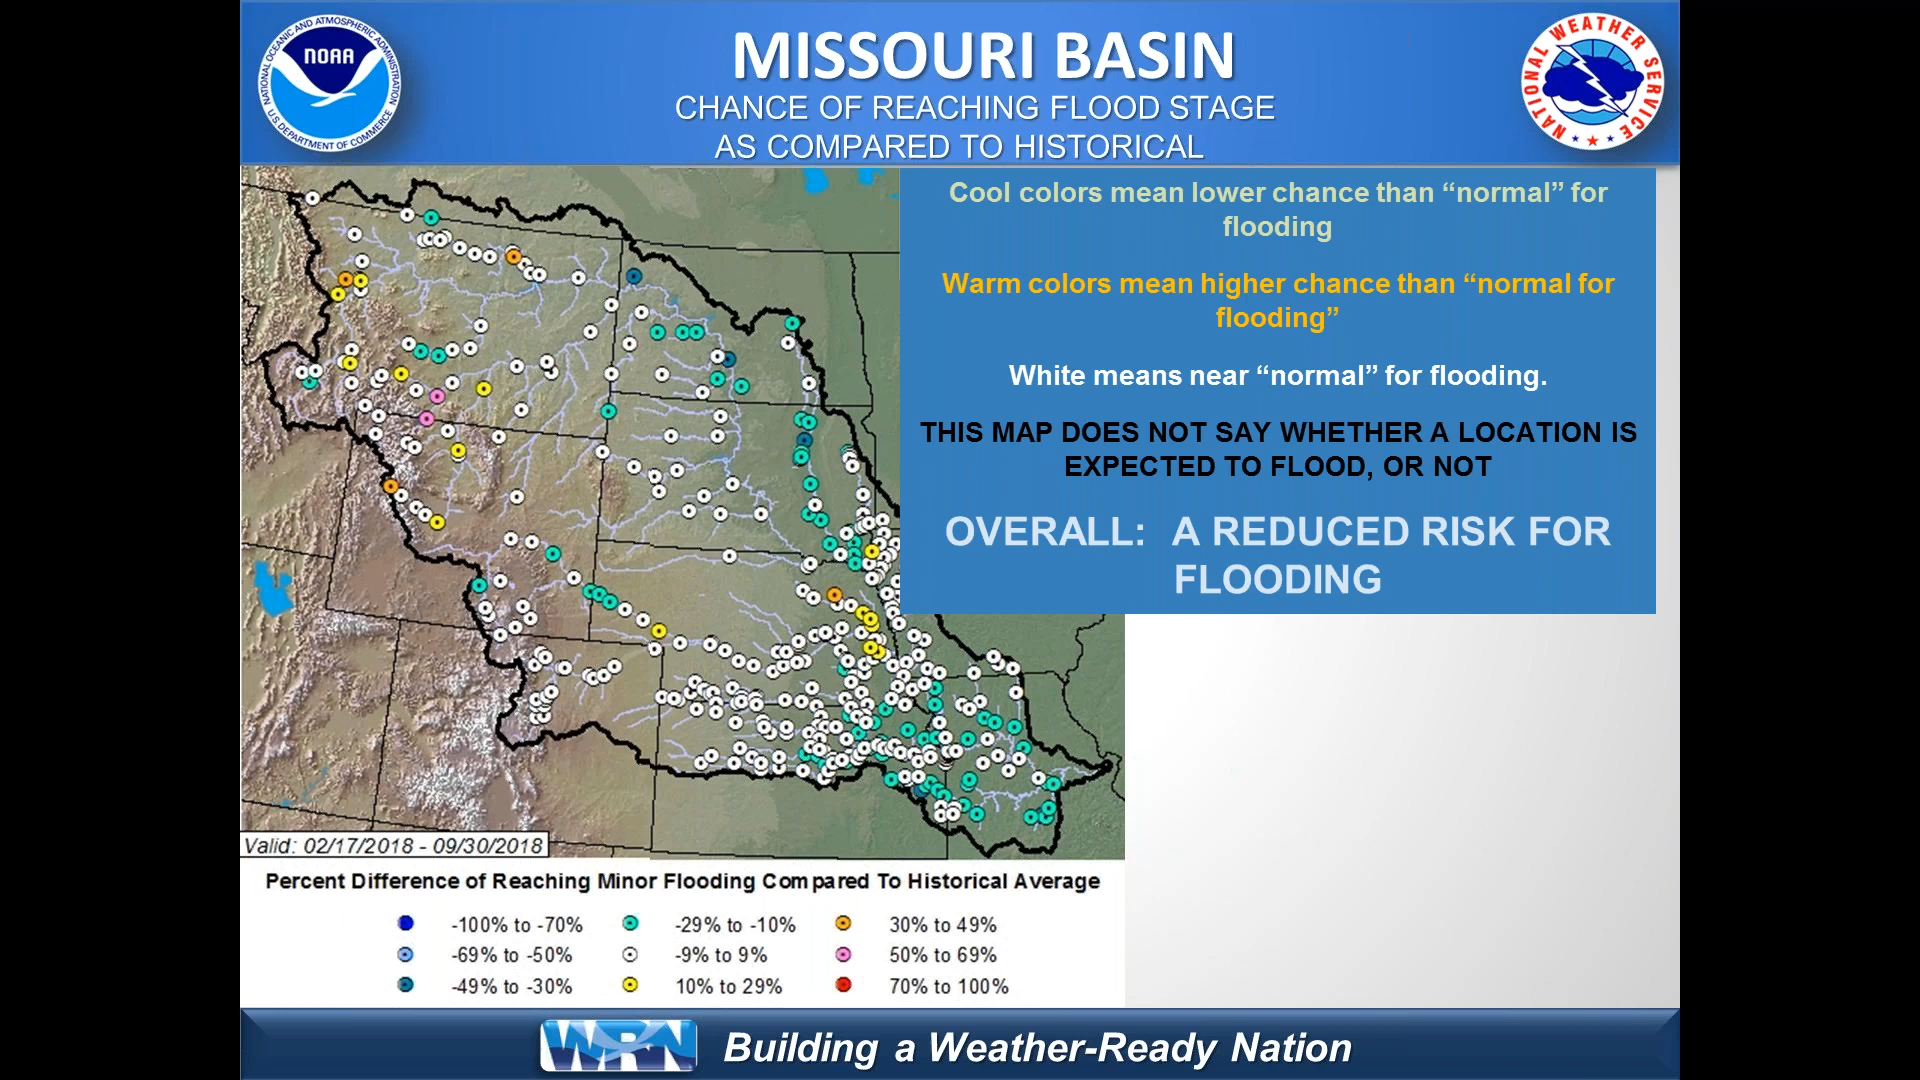 NATIONAL OCEANIC AND ATMOSPHERIC ADMINISTRATION
NOAA
U.S. DEPARTMENT OF COMMERCE
MISSOURI BASIN
CHANCE OF REACHING FLOOD STAGE
AS COMPARED TO HISTORICAL
NATIONAL WEATHER SERVICE
Cool colors mean lower chance than “normal” for
flooding
Warm colors mean higher chance than “normal for
flooding”
White means near “normal” for flooding.
THIS MAP DOES NOT SAY WHETHER A LOCATION IS
EXPECTED TO FLOOD, OR NOT
OVERALL: A REDUCED RISK FOR
FLOODING
Valid: 02/17/2018 - 09/30/2018
Percent Difference of Reaching Minor Flooding Compared To Historical Average
-100% to -70% -29% to -10% 30% to 49%
-69% to -50% -9% to 9% 50% to 69%
-49% to -30% 10% to 29% 70% to 100%
WRN Building a Weather-Ready Nation